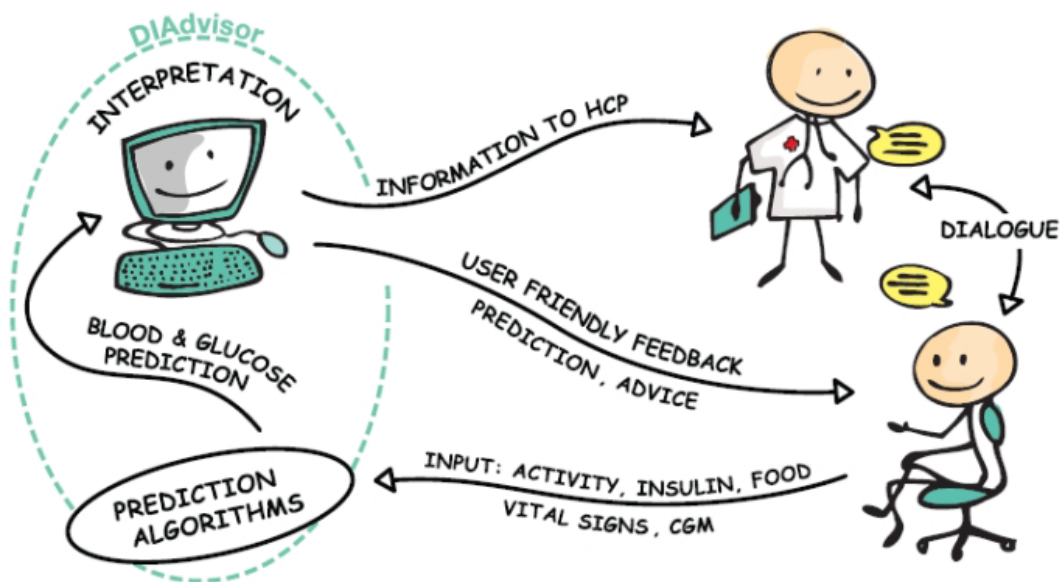 DIAdvisor
INTERPRETATION
INFORMATION TO HCP
DIALOGUE
USER FRIENDLY FEEDBACK
PREDICTION, ADVICE
BLOOD & GLUCOSE
PREDICTION
INPUT: ACTIVITY, INSULIN, FOOD
VITAL SIGNS, CGM
PREDICTION
ALGORITHMS